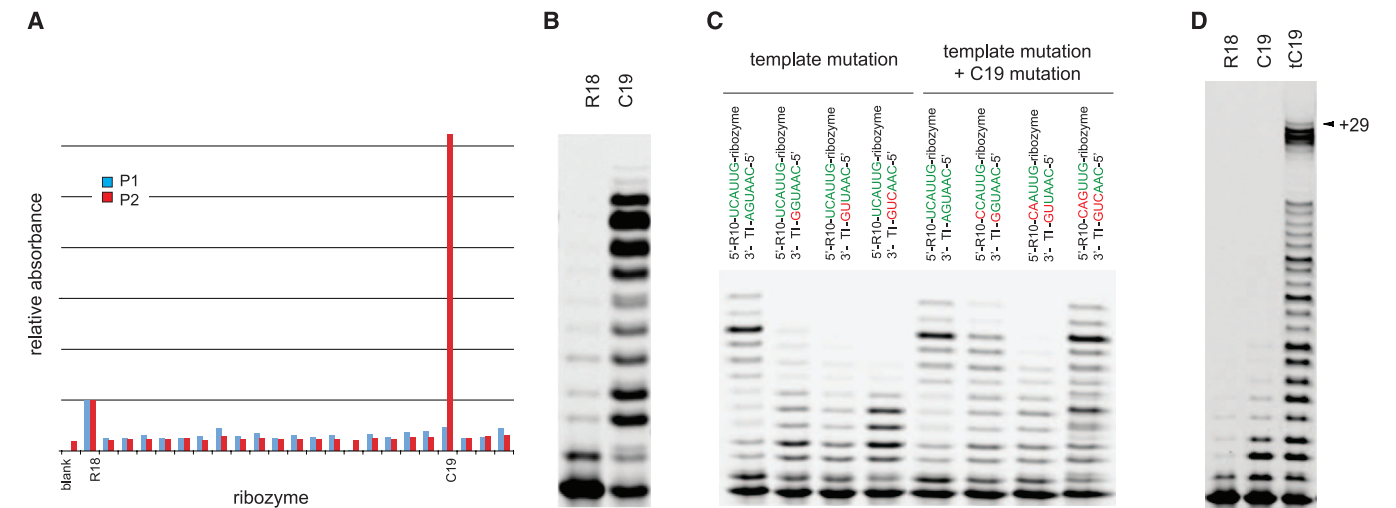 A
relative absorbance
P1
P2
blank
R18
C19
ribozyme
B
R18
C19
C
template mutation
template mutation
+ C19 mutation
5'-R10-UCAUUG-ribozyme
3'- TI-AGUAAC-5'
5'-R10-UCAUUG-ribozyme
3'- TI-GGUAAC-5'
5'-R10-UCAUUG-ribozyme
3'- TI-GUUAAC-5'
5'-R10-UCAUUG-ribozyme
3'- TI-GUCAAC-5'
5'-R10-UCAUUG-ribozyme
3'- TI-AGUAAC-5'
5'-R10-CCAUUG-ribozyme
3'- TI-GGUAAC-5'
5'-R10-CAAUUG-ribozyme
3'- TI-GUUAAC-5'
5'-R10-CAGUUG-ribozyme
3'- TI-GUCAAC-5'
D
R18
C19
tC19
+29